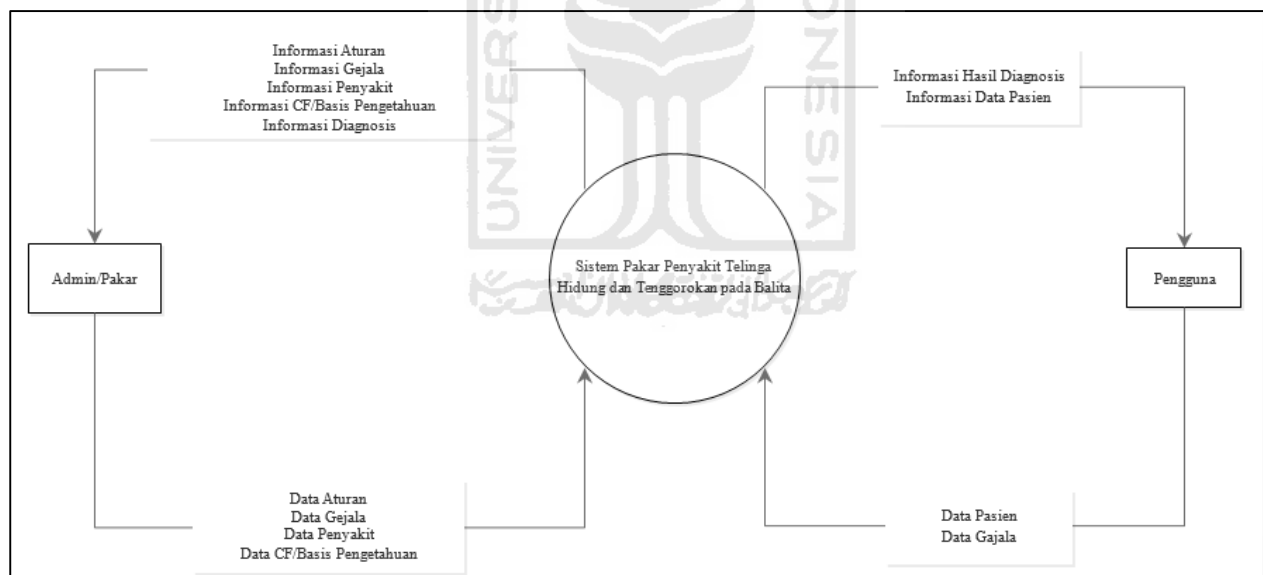 Informasi Aturan
Informasi Gejala
Informasi Penyakit
Informasi CF/Basis Pengetahuan
Informasi Diagnosis
Informasi Hasil Diagnosis
Informasi Data Pasien
UNIVERS
ONESIA
Admin/Pakar
Sistem Pakar Penyakit Telinga
Hidung dan Tenggorokan pada Balita
Pengguna
Data Aturan
Data Gejala
Data Penyakit
Data CF/Basis Pengetahuan
Data Pasien
Data Gajala